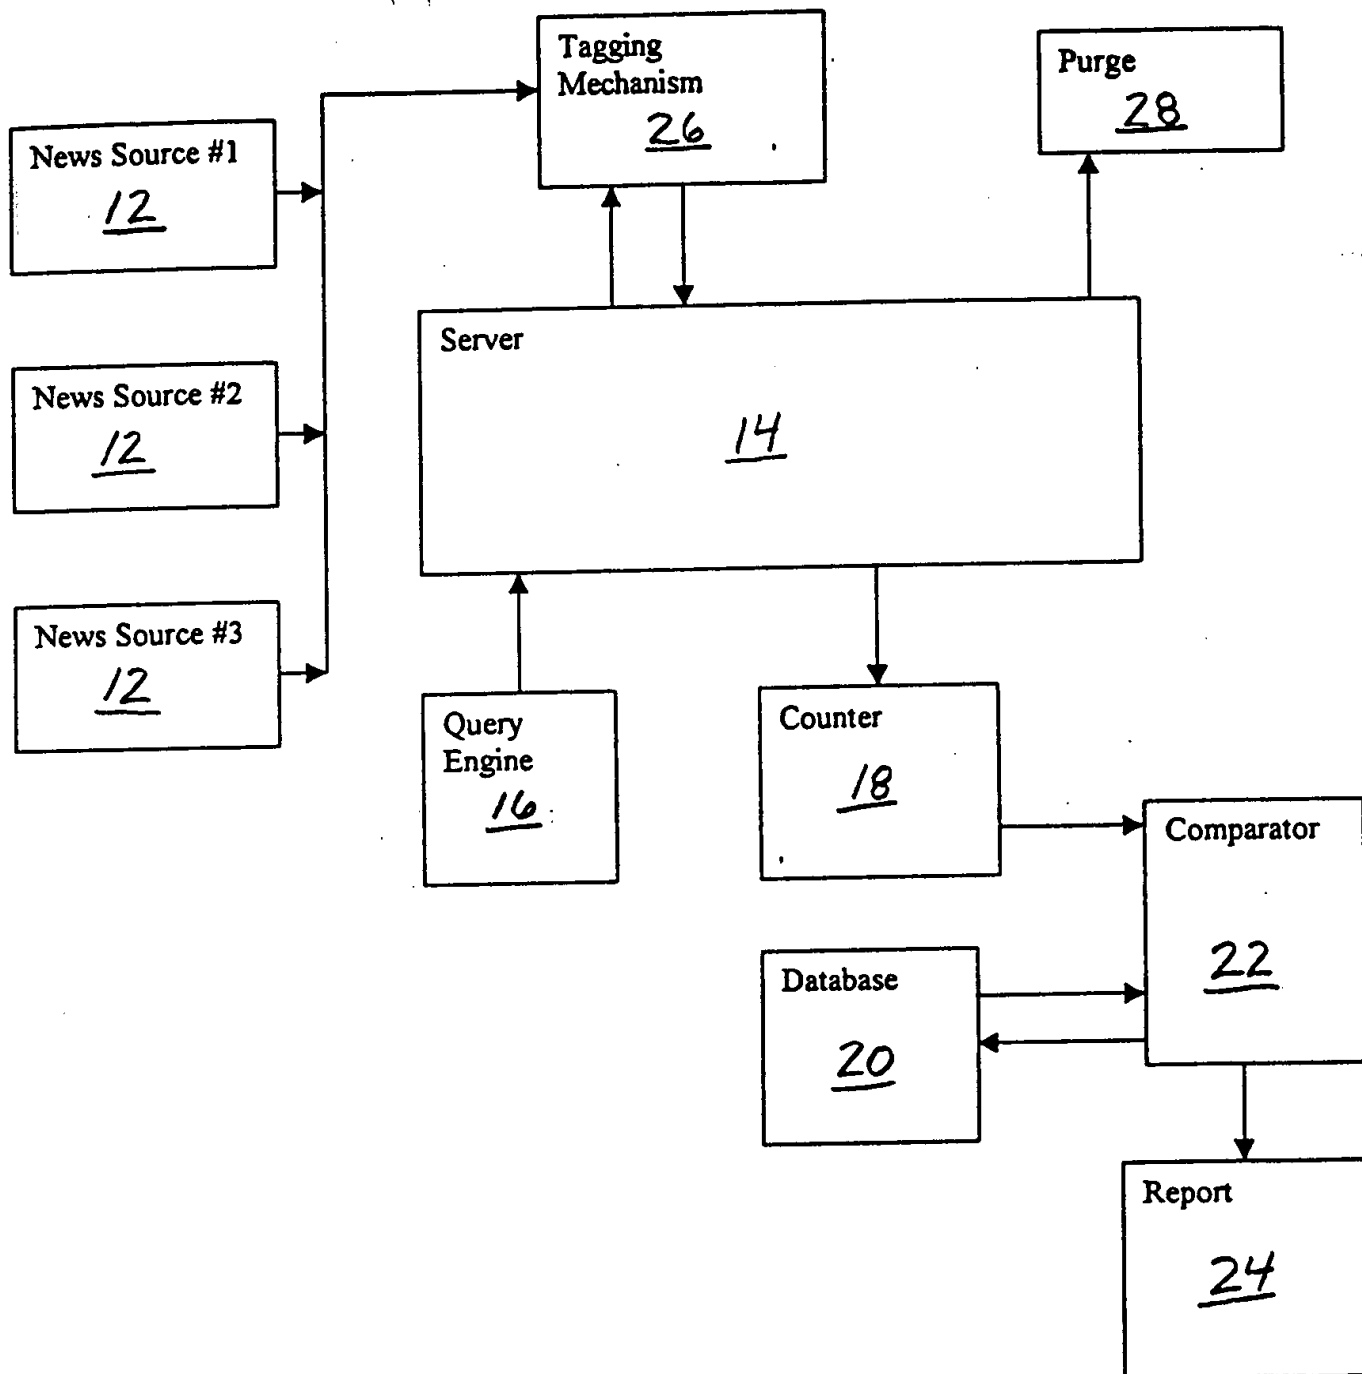 Tagging
Mechanism
26
Purge
28
News Source #1
12
Server
14
News Source #2
12
News Source #3
12
Query
Engine
16
Counter
18
Comparator
22
Database
20
Report
24